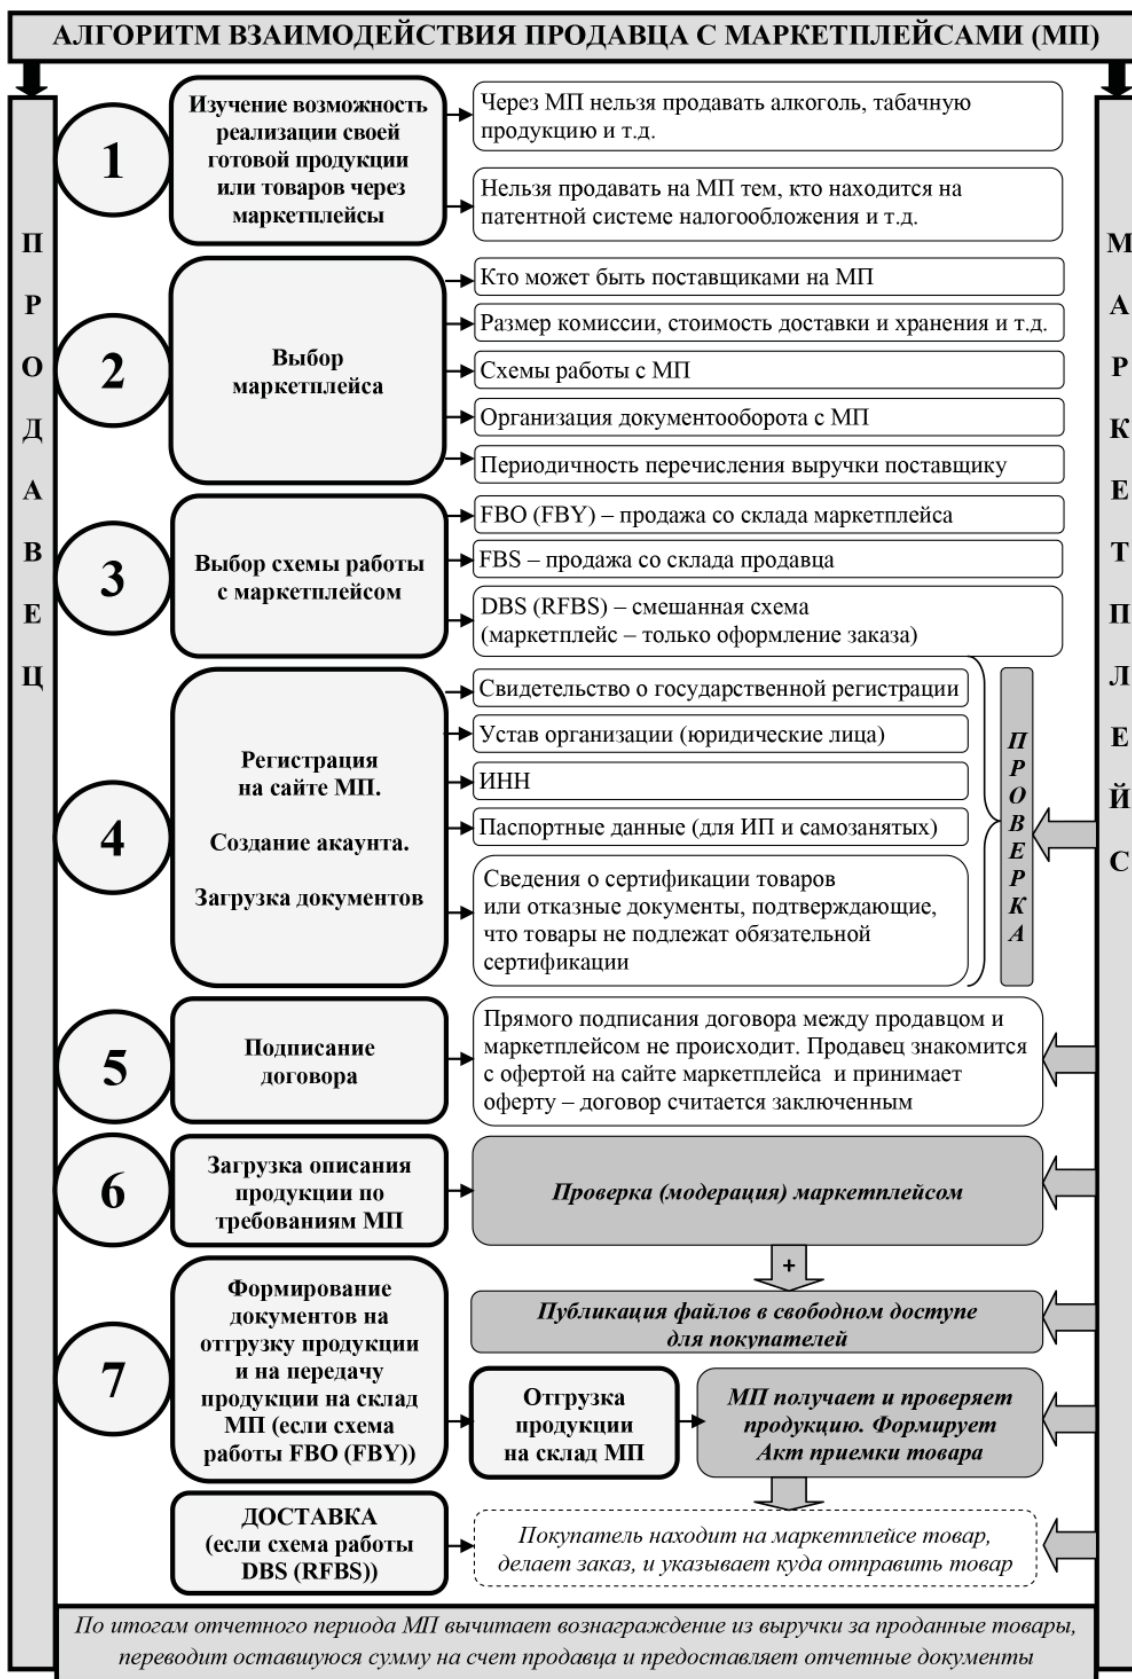 АЛГОРИТМ ВЗАИМОДЕЙСТВИЯ ПРОДАВЦА С МАРКЕТПЛЕЙСАМИ (МП)
ПРОДАВЕЦ
1
Изучение возможность
реализации своей
готовой продукции
или товаров через
маркетплейсы
Через МП нельзя продавать алкоголь, табачную
продукцию и т.д.
Нельзя продавать на МП тем, кто находится на
патентной системе налогообложения и т.д.
2
Выбор
маркетплейса
Кто может быть поставщиками на МП
Размер комиссии, стоимость доставки и хранения и т.д.
Схемы работы с МП
Организация документооборота с МП
Периодичность перечисления выручки поставщику
3
Выбор схемы работы
с маркетплейсом
FBO (FBY) – продажа со склада маркетплейса
FBS – продажа со склада продавца
DBS (RFBS) – смешанная схема
(маркетплейс – только оформление заказа)
4
Регистрация
на сайте МП.
Создание акаунта.
Загрузка документов
Свидетельство о государственной регистрации
Устав организации (юридические лица)
ИНН
Паспортные данные (для ИП и самозанятых)
Сведения о сертификации товаров
или отказные документы, подтверждающие,
что товары не подлежат обязательной
сертификации
ПРОВЕРКА
5
Подписание
договора
Прямого подписания договора между продавцом и
маркетплейсом не происходит. Продавец знакомится
с офертой на сайте маркетплейса и принимает
оферту – договор считается заключенным
6
Загрузка описания
продукции по
требованиям МП
Проверка (модерация) маркетплейсом
+
Публикация файлов в свободном доступе
для покупателей
7
Формирование
документов на
отгрузку продукции
и на передачу
продукции на склад
МП (если схема
работы FBO (FBY))
Отгрузка
продукции
на склад МП
МП получает и проверяет
продукцию. Формирует
Акт приемки товара
ДОСТАВКА
(если схема работы
DBS (RFBS))
Покупатель находит на маркетплейсе товар,
делает заказ, и указывает куда отправить товар
МАРКЕТПЛЕЙС
По итогам отчетного периода МП вычитает вознаграждение из выручки за проданные товары,
переводит оставшуюся сумму на счет продавца и предоставляет отчетные документы